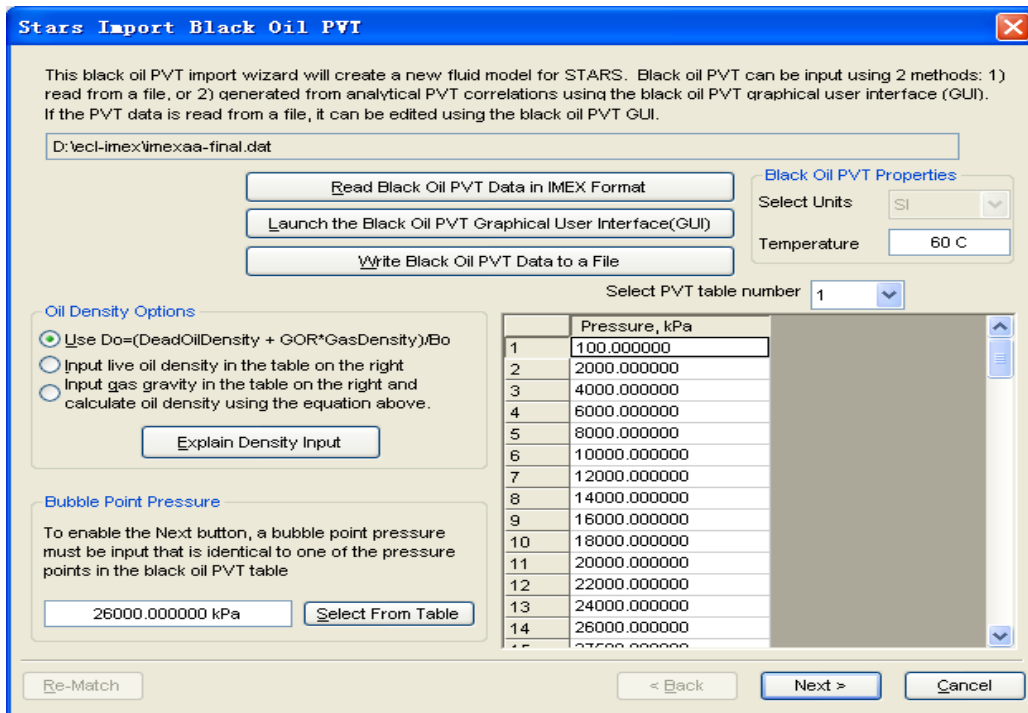 Stars Import Black Oil PVT
This black oil PVT import wizard will create a new fluid model for STARS. Black oil PVT can be input using 2 methods: 1)
read from a file, or 2) generated from analytical PVT correlations using the black oil PVT graphical user interface (GUI).
If the PVT data is read from a file, it can be edited using the black oil PVT GUI.
D:\ecl-imex\imexaa-final.dat
Read Black Oil PVT Data in IMEX Format
Launch the Black Oil PVT Graphical User Interface(GUI)
Write Black Oil PVT Data to a File
Black Oil PVT Properties
Select Units SI
Temperature 60 C
Select PVT table number 1
Oil Density Options
Use Do=(DeadOilDensity + GOR*GasDensity)/Bo
Input live oil density in the table on the right
Input gas gravity in the table on the right and
calculate oil density using the equation above.
Explain Density Input
Bubble Point Pressure
To enable the Next button, a bubble point pressure
must be input that is identical to one of the pressure
points in the black oil PVT table
26000.000000 kPa Select From Table
Pressure, kPa
1 100.000000
2 2000.000000
3 4000.000000
4 6000.000000
5 8000.000000
6 10000.000000
7 12000.000000
8 14000.000000
9 16000.000000
10 18000.000000
11 20000.000000
12 22000.000000
13 24000.000000
14 26000.000000
Re-Match < Back Next > Cancel